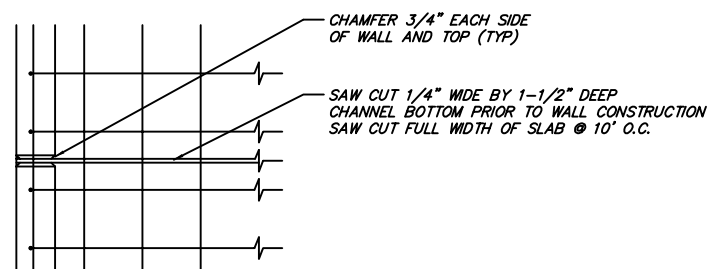 CHAMFER 3/4" EACH SIDE
OF WALL AND TOP (TYP)
SAW CUT 1/4" WIDE BY 1-1/2" DEEP
CHANNEL BOTTOM PRIOR TO WALL CONSTRUCTION
SAW CUT FULL WIDTH OF SLAB @ 10' O.C.